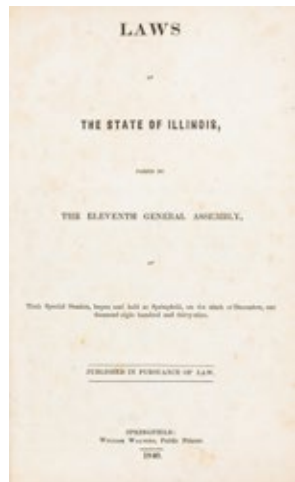 LAWS
OF
THE STATE OF ILLINOIS,
PASSED BY
THE ELEVENTH GENERAL ASSEMBLY,
AT
Their Special Session, began and held at Springfield, on the ninth of December, one
thousand eight hundred and thirty-nine.
PUBLISHED IN PURSUANCE OF LAW.
SPRINGFIELD:
William Walters, Public Printer.
1840.